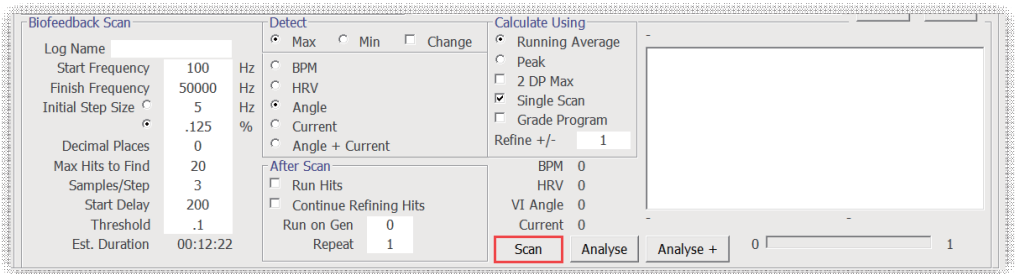 Biofeedback Scan
Log Name
Start Frequency 100 Hz
Finish Frequency 50000 Hz
Initial Step Size 5 Hz
.125 %
Decimal Places 0
Max Hits to Find 20
Samples/Step 3
Start Delay 200
Threshold .1
Est. Duration 00:12:22
Detect
Max Min Change
BPM
HRV
Angle
Current
Angle + Current
After Scan
Run Hits
Continue Refining Hits
Run on Gen 0
Repeat 1
Calculate Using
Running Average
Peak
2 DP Max
Single Scan
Grade Program
Refine +/- 1
BPM 0
HRV 0
VI Angle 0
Current 0
Scan Analyse Analyse +
-
- -
0 1